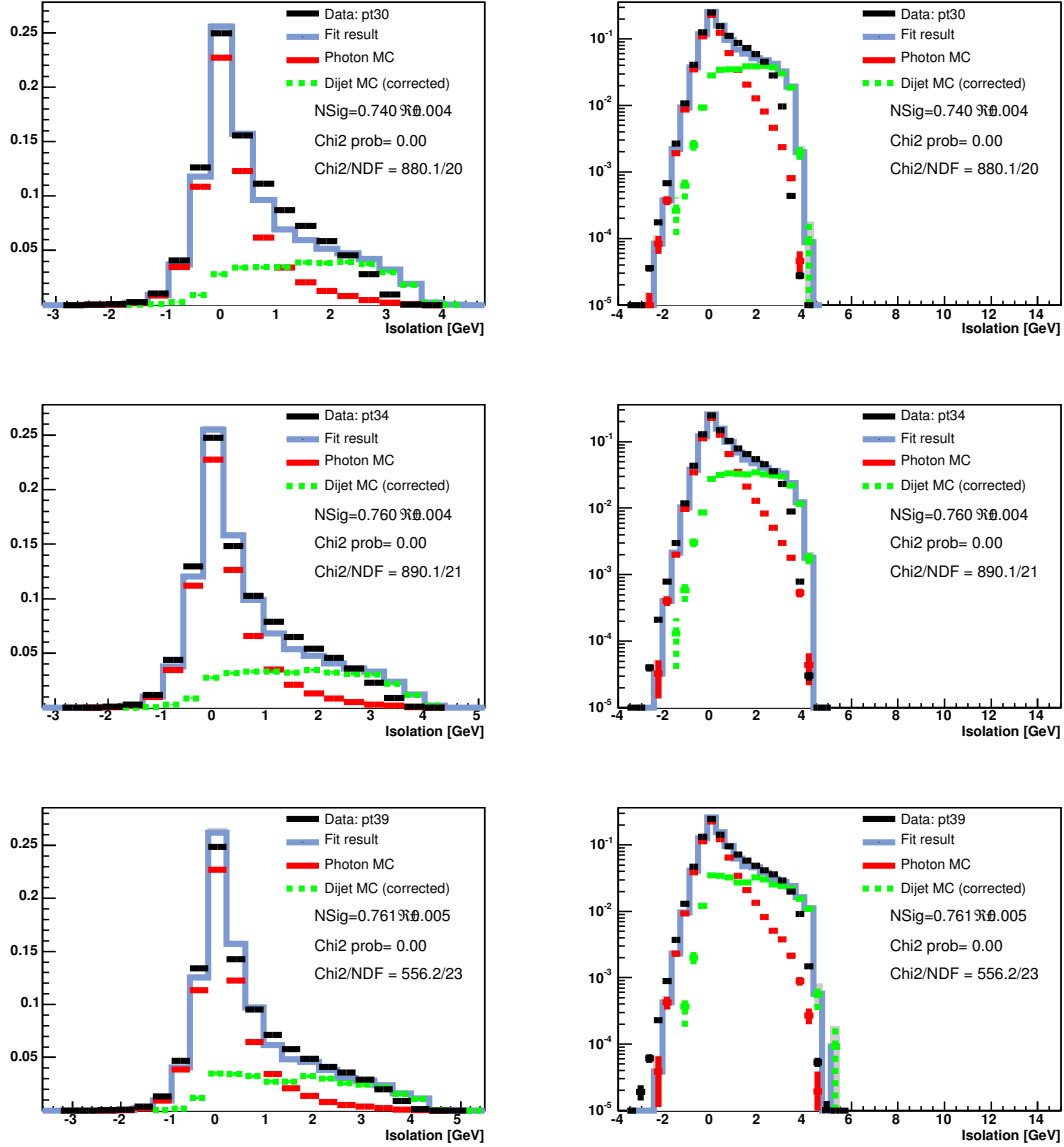 0.25
0.2
0.15
0.1
0.05
-3 -2 -1 0 1 2 3 4
Isolation [GeV]
Data: pt30
Fit result
Photon MC
Dijet MC (corrected)
NSig=0.740 ℜ±0.004
Chi2 prob= 0.00
Chi2/NDF = 880.1/20
10-1
10-2
10-3
10-4
10-5
-4 -2 0 2 4 6 8 10 12 14
Isolation [GeV]
Data: pt30
Fit result
Photon MC
Dijet MC (corrected)
NSig=0.740 ℜ±0.004
Chi2 prob= 0.00
Chi2/NDF = 880.1/20
0.25
0.2
0.15
0.1
0.05
-3 -2 -1 0 1 2 3 4 5
Isolation [GeV]
Data: pt34
Fit result
Photon MC
Dijet MC (corrected)
NSig=0.760 ℜ±0.004
Chi2 prob= 0.00
Chi2/NDF = 890.1/21
10-1
10-2
10-3
10-4
10-5
-4 -2 0 2 4 6 8 10 12 14
Isolation [GeV]
Data: pt34
Fit result
Photon MC
Dijet MC (corrected)
NSig=0.760 ℜ±0.004
Chi2 prob= 0.00
Chi2/NDF = 890.1/21
0.25
0.2
0.15
0.1
0.05
-3 -2 -1 0 1 2 3 4 5
Isolation [GeV]
Data: pt39
Fit result
Photon MC
Dijet MC (corrected)
NSig=0.761 ℜ±0.005
Chi2 prob= 0.00
Chi2/NDF = 556.2/23
10-1
10-2
10-3
10-4
10-5
-4 -2 0 2 4 6 8 10 12 14
Isolation [GeV]
Data: pt39
Fit result
Photon MC
Dijet MC (corrected)
NSig=0.761 ℜ±0.005
Chi2 prob= 0.00
Chi2/NDF = 556.2/23